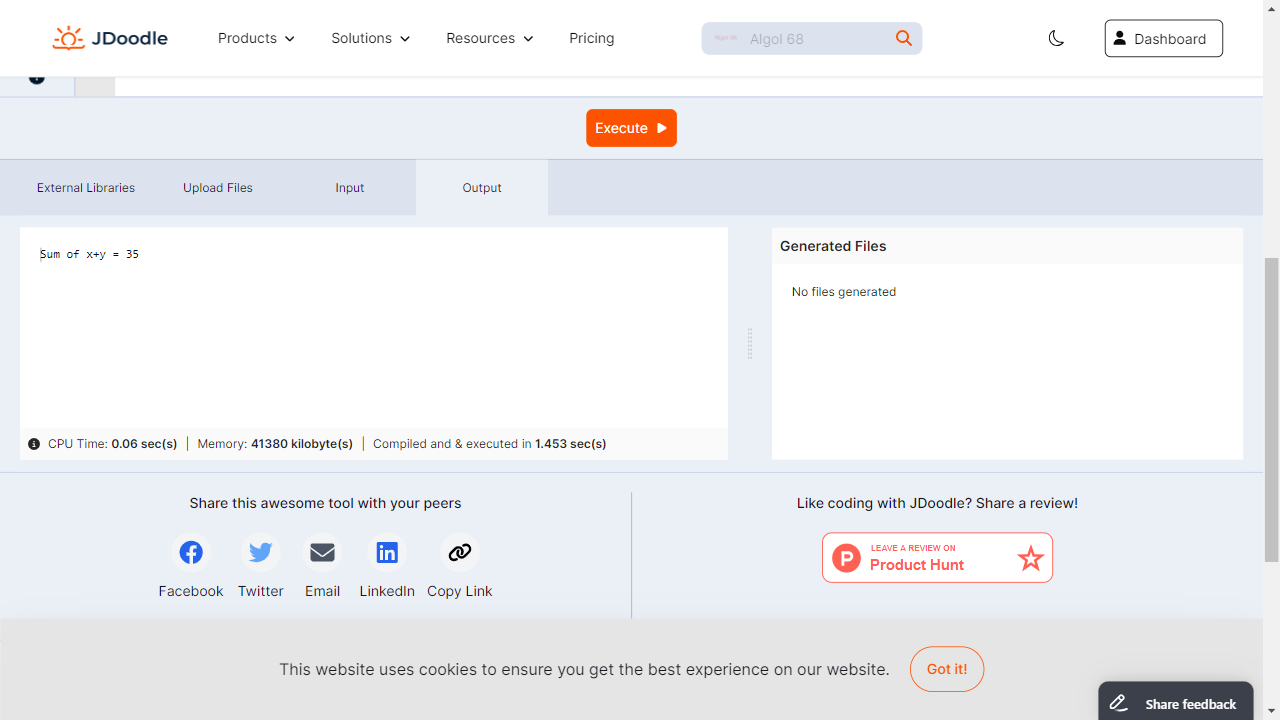 JDoodle
Products
Solutions
Resources
Pricing
Algol 68
Dashboard
Execute
External Libraries
Upload Files
Input
Output
Sum of x+y = 35
CPU Time: 0.06 sec(s) | Memory: 41380 kilobyte(s) | Compiled and & executed in 1.453 sec(s)
Generated Files
No files generated
Share this awesome tool with your peers
Facebook
Twitter
Email
LinkedIn
Copy Link
Like coding with JDoodle? Share a review!
LEAVE A REVIEW ON
Product Hunt
This website uses cookies to ensure you get the best experience on our website.
Got it!
Share feedback